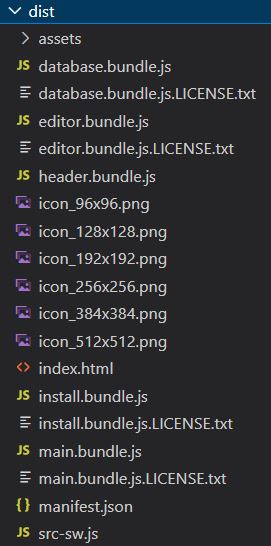 dist
assets
JS database.bundle.js
database.bundle.js.LICENSE.txt
JS editor.bundle.js
editor.bundle.js.LICENSE.txt
JS header.bundle.js
icon_96x96.png
icon_128x128.png
icon_192x192.png
icon_256x256.png
icon_384x384.png
icon_512x512.png
<> index.html
JS install.bundle.js
install.bundle.js.LICENSE.txt
JS main.bundle.js
main.bundle.js.LICENSE.txt
{} manifest.json
JS src-sw.js